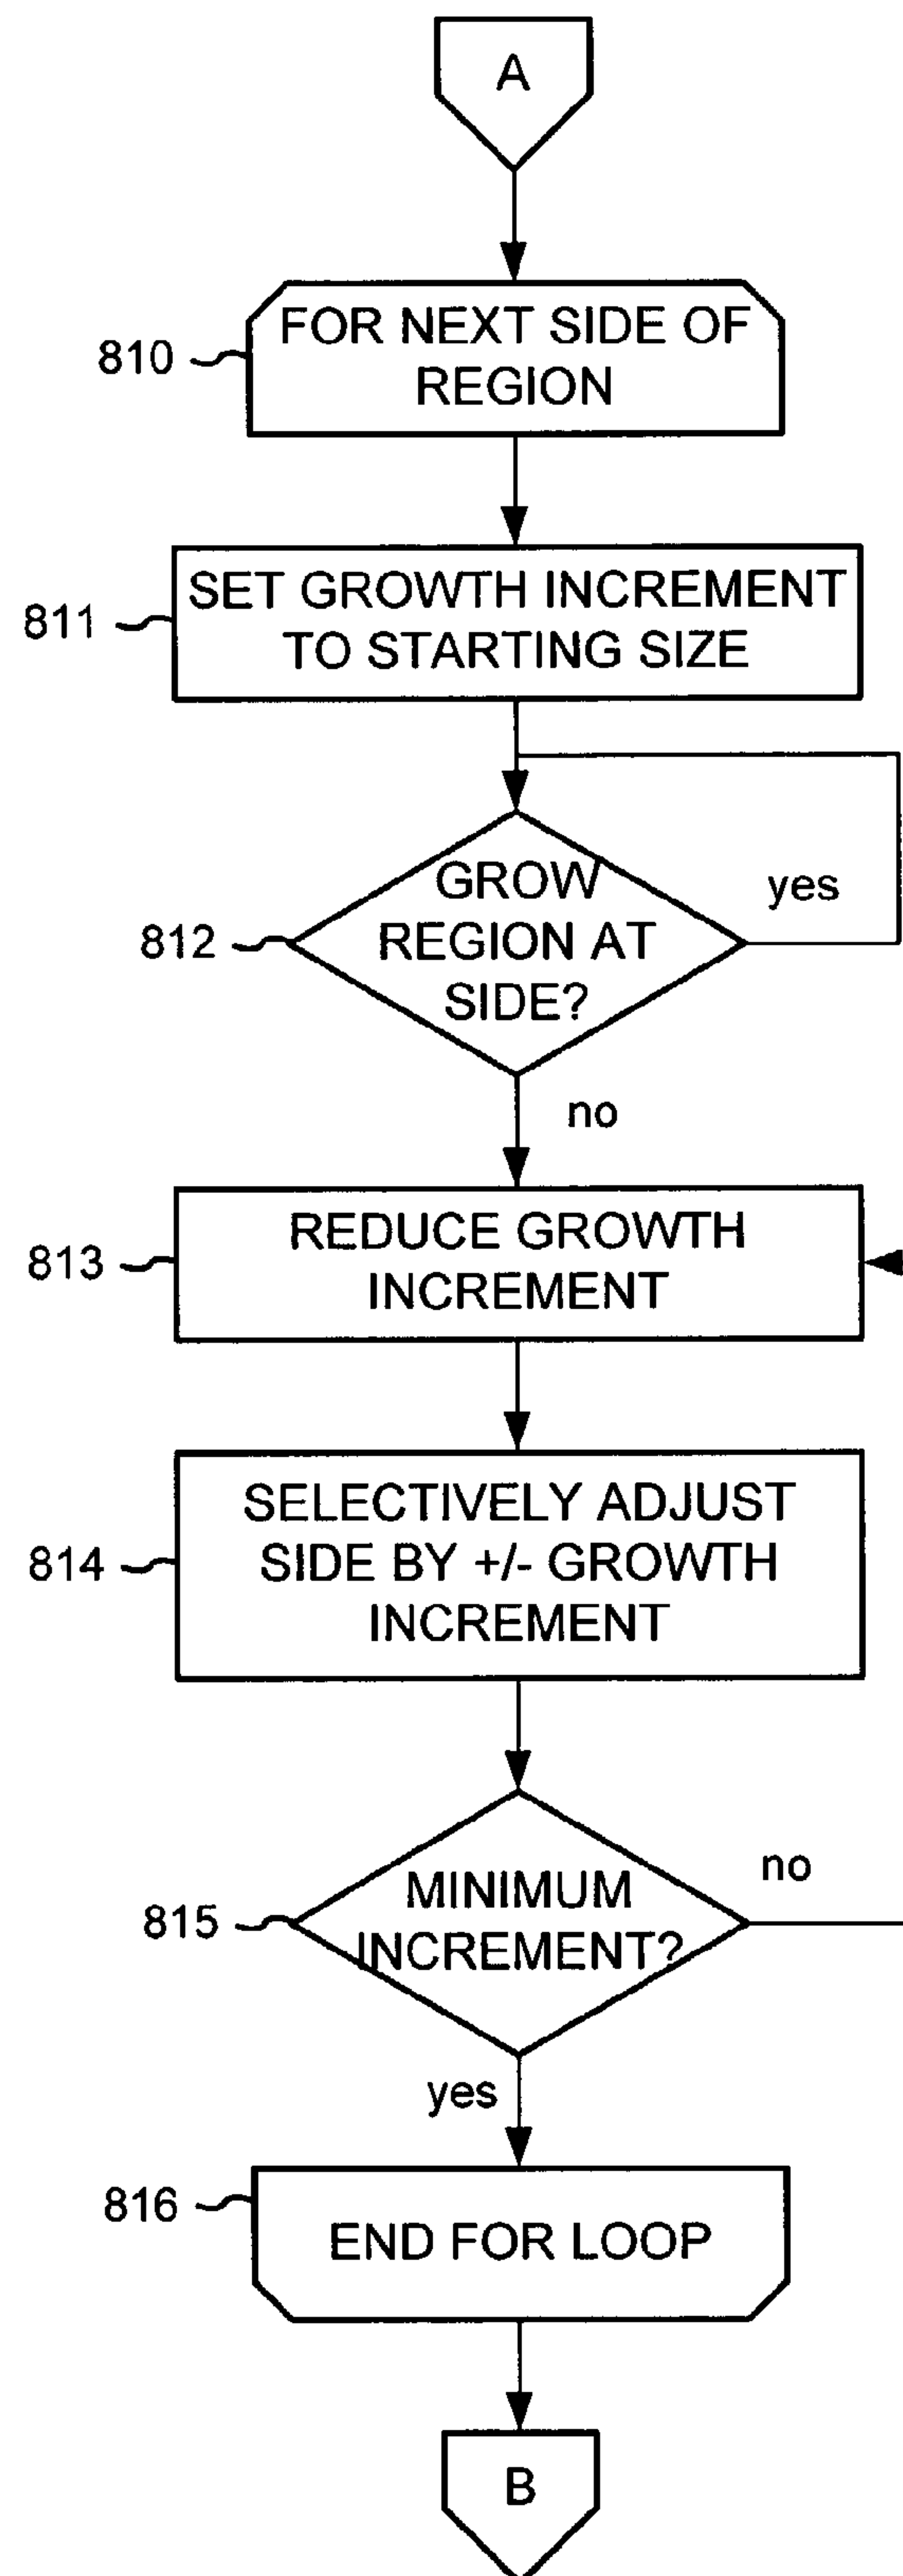 A
810
FOR NEXT SIDE OF
REGION
811
SET GROWTH INCREMENT
TO STARTING SIZE
812
GROW
REGION AT
SIDE?
yes
no
813
REDUCE GROWTH
INCREMENT
814
SELECTIVELY ADJUST
SIDE BY +/- GROWTH
INCREMENT
815
MINIMUM
INCREMENT?
no
yes
816
END FOR LOOP
B